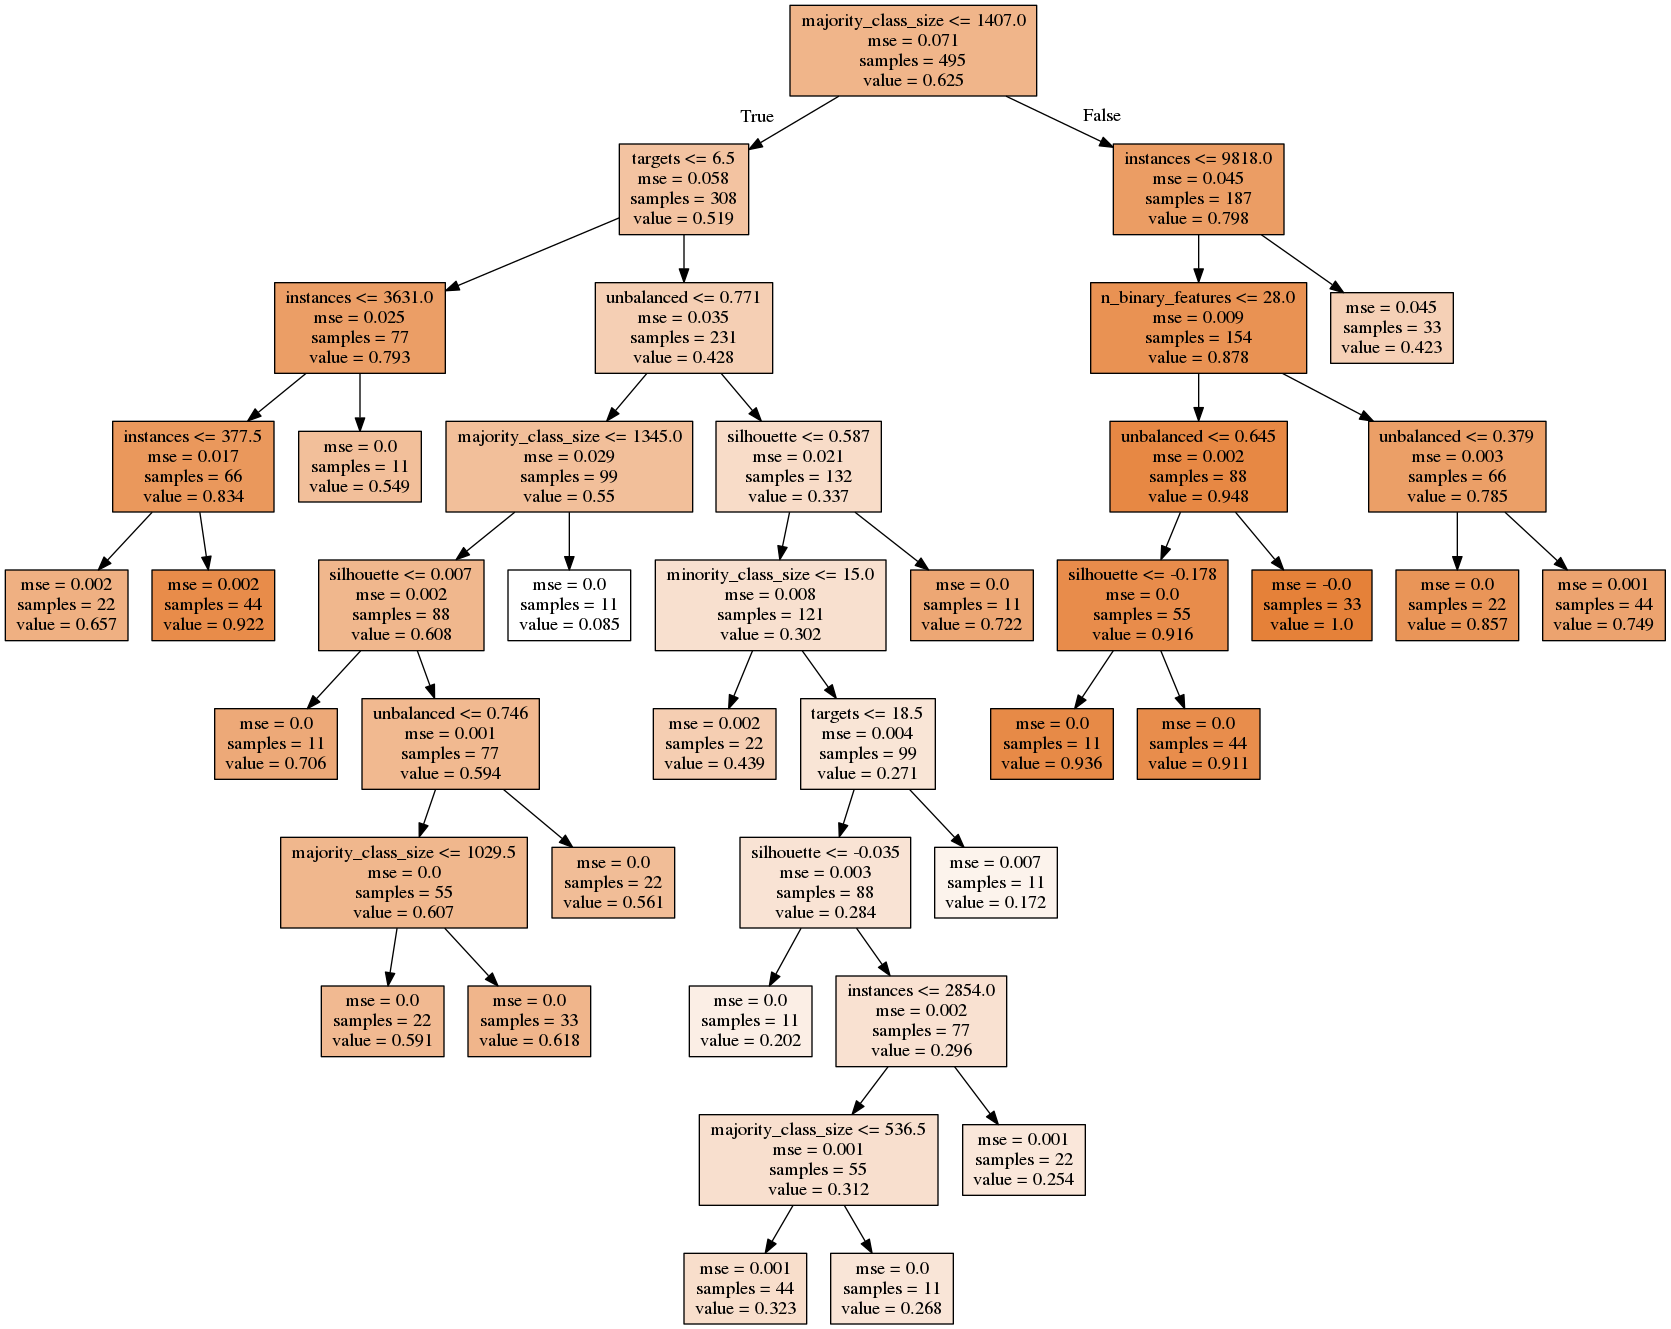 majority_class_size <= 1407.0
mse = 0.071
samples = 495
value = 0.625
True
False
targets <= 6.5
mse = 0.058
samples = 308
value = 0.519
instances <= 9818.0
mse = 0.045
samples = 187
value = 0.798
instances <= 3631.0
mse = 0.025
samples = 77
value = 0.793
unbalanced <= 0.771
mse = 0.035
samples = 231
value = 0.428
n_binary_features <= 28.0
mse = 0.009
samples = 154
value = 0.878
mse = 0.045
samples = 33
value = 0.423
instances <= 377.5
mse = 0.017
samples = 66
value = 0.834
mse = 0.0
samples = 11
value = 0.549
majority_class_size <= 1345.0
mse = 0.029
samples = 99
value = 0.55
silhouette <= 0.587
mse = 0.021
samples = 132
value = 0.337
unbalanced <= 0.645
mse = 0.002
samples = 88
value = 0.948
unbalanced <= 0.379
mse = 0.003
samples = 66
value = 0.785
mse = 0.002
samples = 22
value = 0.657
mse = 0.002
samples = 44
value = 0.922
silhouette <= 0.007
mse = 0.002
samples = 88
value = 0.608
mse = 0.0
samples = 11
value = 0.085
minority_class_size <= 15.0
mse = 0.008
samples = 121
value = 0.302
mse = 0.0
samples = 11
value = 0.722
silhouette <= -0.178
mse = 0.0
samples = 55
value = 0.916
mse = -0.0
samples = 33
value = 1.0
mse = 0.0
samples = 22
value = 0.857
mse = 0.001
samples = 44
value = 0.749
mse = 0.0
samples = 11
value = 0.706
unbalanced <= 0.746
mse = 0.001
samples = 77
value = 0.594
mse = 0.002
samples = 22
value = 0.439
targets <= 18.5
mse = 0.004
samples = 99
value = 0.271
mse = 0.0
samples = 11
value = 0.936
mse = 0.0
samples = 44
value = 0.911
majority_class_size <= 1029.5
mse = 0.0
samples = 55
value = 0.607
mse = 0.0
samples = 22
value = 0.561
silhouette <= -0.035
mse = 0.003
samples = 88
value = 0.284
mse = 0.007
samples = 11
value = 0.172
mse = 0.0
samples = 22
value = 0.591
mse = 0.0
samples = 33
value = 0.618
mse = 0.0
samples = 11
value = 0.202
instances <= 2854.0
mse = 0.002
samples = 77
value = 0.296
majority_class_size <= 536.5
mse = 0.001
samples = 55
value = 0.312
mse = 0.001
samples = 22
value = 0.254
mse = 0.001
samples = 44
value = 0.323
mse = 0.0
samples = 11
value = 0.268